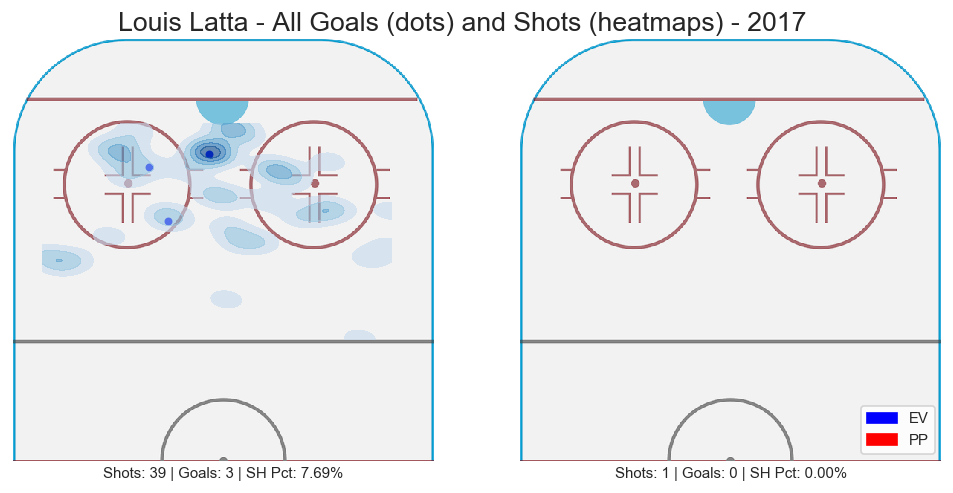 Louis Latta - All Goals (dots) and Shots (heatmaps) - 2017
EV
PP
Shots: 39 | Goals: 3 | SH Pct: 7.69%
Shots: 1 | Goals: 0 | SH Pct: 0.00%